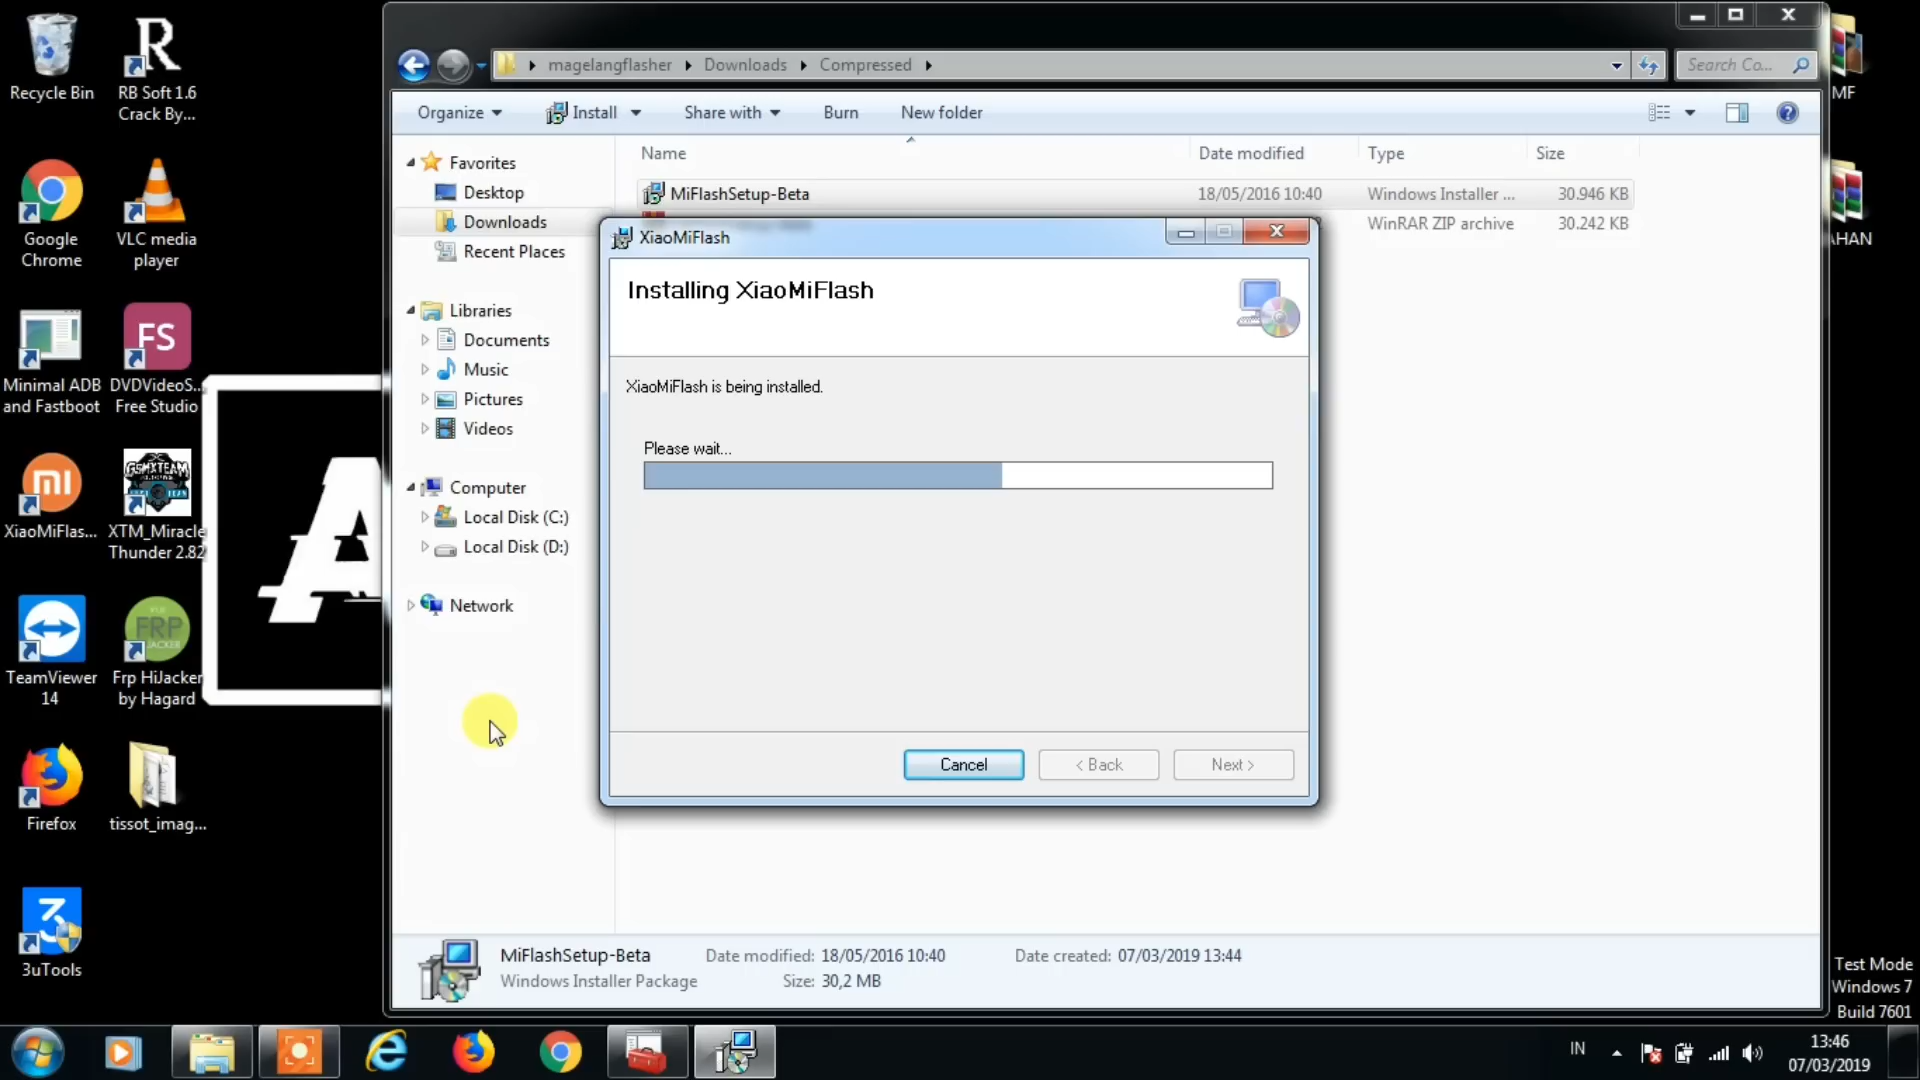 Recycle Bin
RB Soft 1.6
Crack By...
Google
Chrome
VLC media
player
Minimal ADB
and Fastboot
FS
DVDVideoS...
Free Studio
XiaoMiFlas...
XTM_Miracle
Thunder 2.82
TeamViewer
14
FRP
Frp HiJacker
by Hagard
Firefox
tissot_imag...
3uTools
magelangflasher
Downloads
Compressed
Search Co...
Organize
Install
Share with
Burn
New folder
Name
Date modified
Type
Size
MiFlashSetup-Beta
18/05/2016 10:40
Windows Installer ...
30.946 KB
WinRAR ZIP archive
30.242 KB
Favorites
Desktop
Downloads
Recent Places
Libraries
Documents
Music
Pictures
Videos
Computer
Local Disk (C:)
Local Disk (D:)
Network
XiaoMiFlash
Installing XiaoMiFlash
XiaoMiFlash is being installed.
Please wait...
Cancel
< Back
Next >
MiFlashSetup-Beta
Date modified: 18/05/2016 10:40
Date created: 07/03/2019 13:44
Windows Installer Package
Size: 30,2 MB
MF
AHAN
Test Mode
Windows 7
Build 7601
IN
13:46
07/03/2019